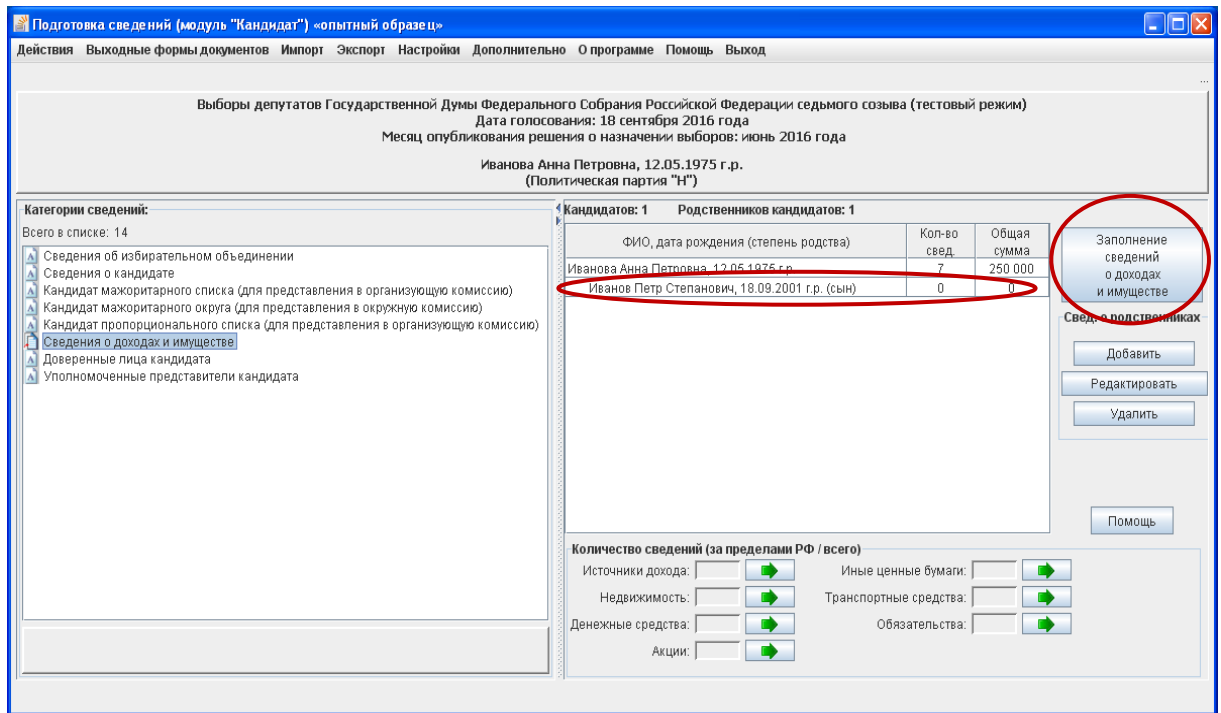 Подготовка сведений (модуль "Кандидат") «опытный образец»
Действия Выходные формы документов Импорт Экспорт Настройки Дополнительно О программе Помощь Выход
...
Выборы депутатов Государственной Думы Федерального Собрания Российской Федерации седьмого созыва (тестовый режим)
Дата голосования: 18 сентября 2016 года
Месяц опубликования решения о назначении выборов: июнь 2016 года
Иванова Анна Петровна, 12.05.1975 г.р.
(Политическая партия "Н")
Категории сведений:
Всего в списке: 14
Сведения об избирательном объединении
Сведения о кандидате
Кандидат мажоритарного списка (для представления в организующую комиссию)
Кандидат мажоритарного округа (для представления в окружную комиссию)
Кандидат пропорционального списка (для представления в организующую комиссию)
Сведения о доходах и имуществе
Доверенные лица кандидата
Уполномоченные представители кандидата
Кандидатов: 1 Родственников кандидатов: 1
ФИО, дата рождения (степень родства) Кол-во свед. Общая сумма
Иванова Анна Петровна, 12.05.1975 г.р. 7 250 000
Иванов Петр Степанович, 18.09.2001 г.р. (сын) 0 0
Заполнение
сведений
о доходах
и имуществе
Свед. о родственниках
Добавить
Редактировать
Удалить
Помощь
Количество сведений (за пределами РФ / всего)
Источники дохода: Иные ценные бумаги:
Недвижимость: Транспортные средства:
Денежные средства: Обязательства:
Акции: